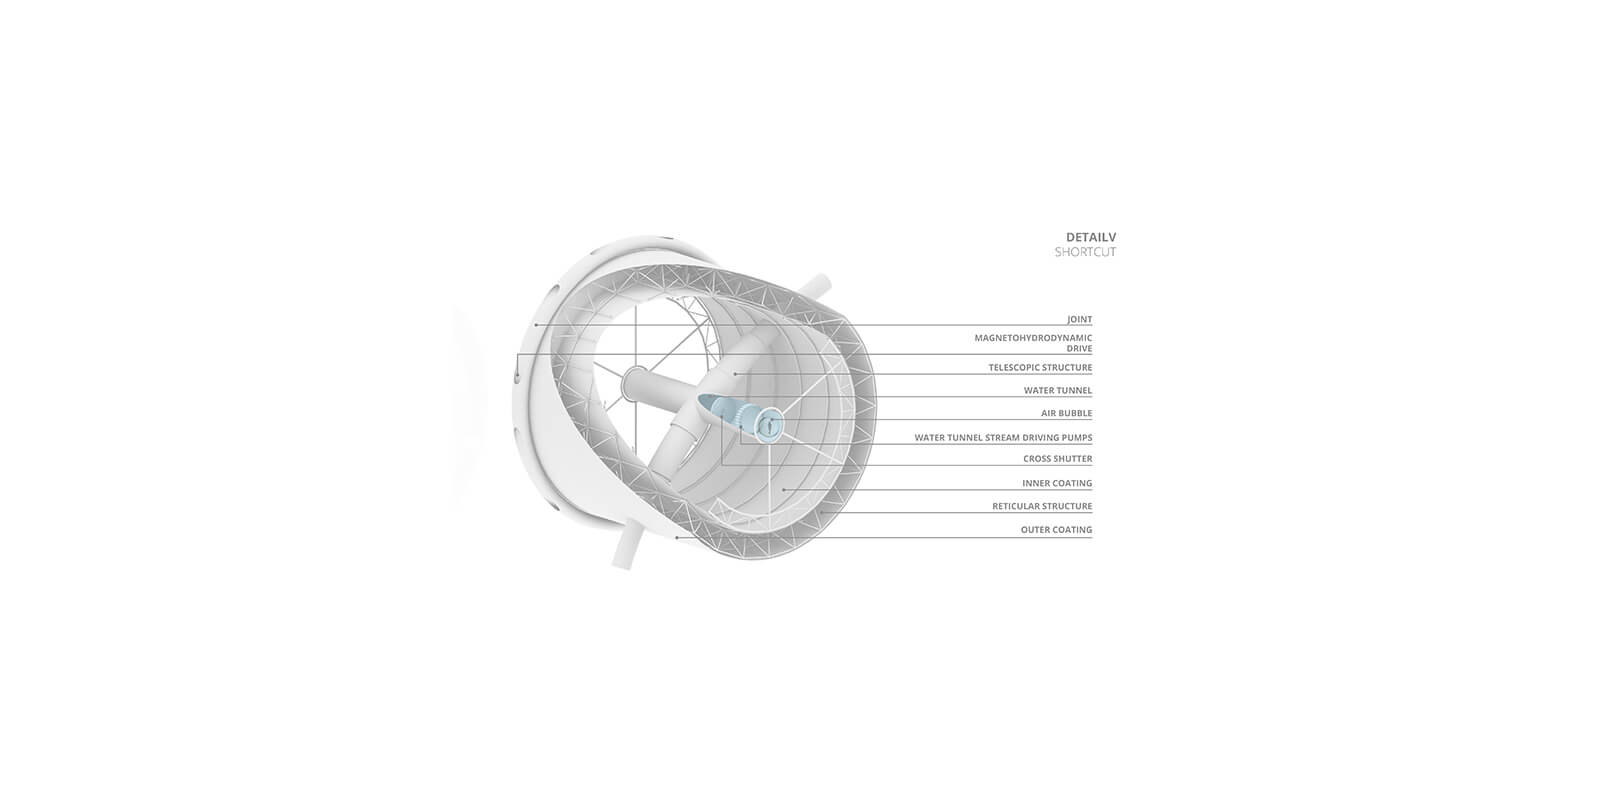 DETAILV
SHORTCUT
JOINT
MAGNETOHYDRODYNAMIC
DRIVE
TELESCOPIC STRUCTURE
WATER TUNNEL
AIR BUBBLE
WATER TUNNEL STREAM DRIVING PUMPS
CROSS SHUTTER
INNER COATING
RETICULAR STRUCTURE
OUTER COATING